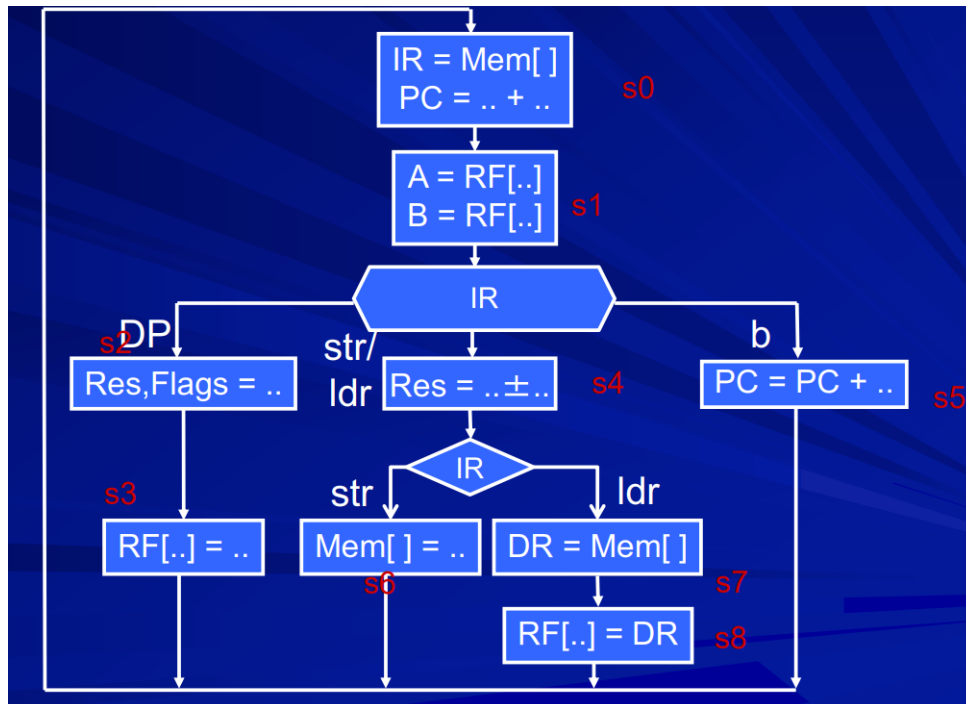 IR = Mem[ ]
PC = .. + ..
s0
A = RF[..]
B = RF[..]
s1
IR
DP
s2
Res,Flags = ..
str/
ldr
Res = ..±..
s4
b
PC = PC + ..
s5
IR
str
ldr
s3
RF[..] = ..
Mem[ ] = ..
s6
DR = Mem[ ]
s7
RF[..] = DR
s8